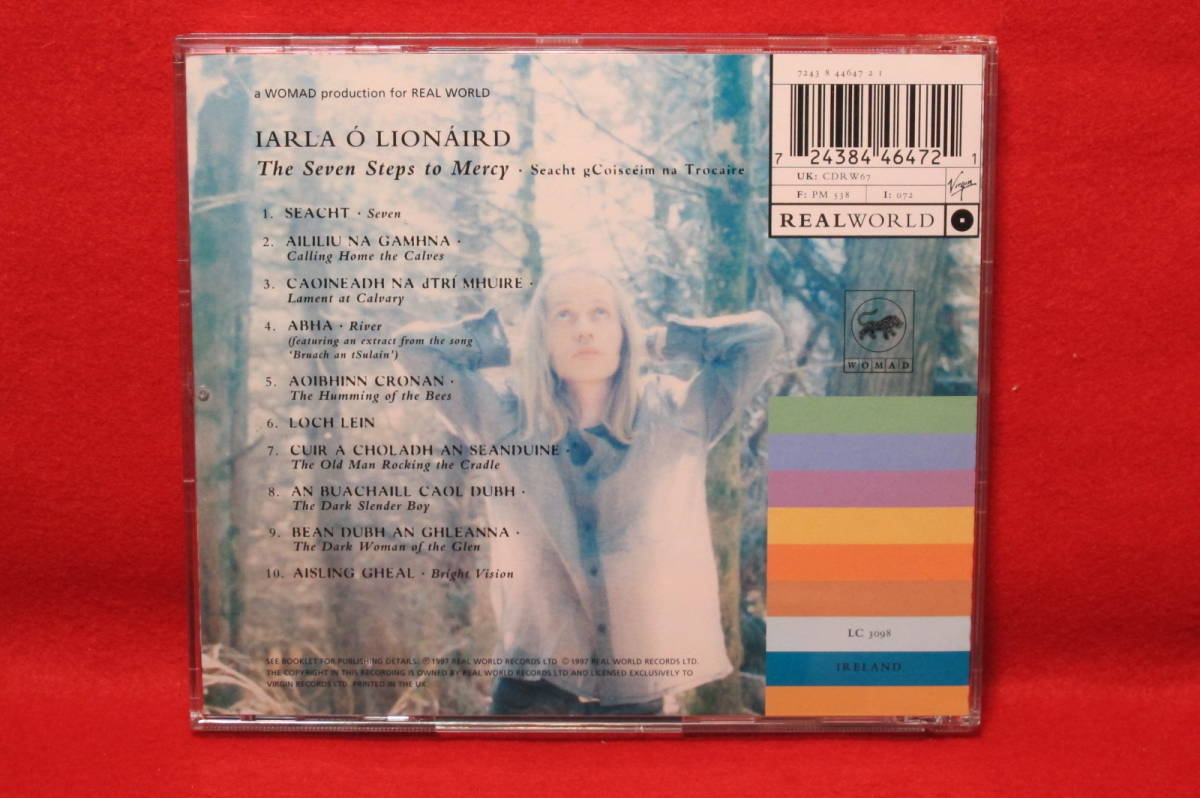 a WOMAD production for REAL WORLD
IARLA Ó LIONÁIRD
The Seven Steps to Mercy · Seacht gCoiscéim na Trocaire
1. SEACHT · Seven
2. AILILIU NA GAMHNA ·
Calling Home the Calves
3. CAOINEADH NA dTRÍ MHUIRE ·
Lament at Calvary
4. ABHA · River
(featuring an extract from the song
'Bruach an tSulain')
5. AOIBHINN CRONAN ·
The Humming of the Bees
6. LOCH LEIN
7. CUIR A CHOLADH AN SEANDUINE ·
The Old Man Rocking the Cradle
8. AN BUACHAILL CAOL DUBH ·
The Dark Slender Boy
9. BEAN DUBH AN GHLEANNA ·
The Dark Woman of the Glen
10. AISLING GHEAL · Bright Vision
SEE BOOKLET FOR PUBLISHING DETAILS. ℗1997 REAL WORLD RECORDS LTD ©1997 REAL WORLD RECORDS LTD.
THE COPYRIGHT IN THIS RECORDING IS OWNED BY REAL WORLD RECORDS LTD AND LICENSED EXCLUSIVELY TO
VIRGIN RECORDS LTD. PRINTED IN THE UK.
7243 8 44647 2 1
7 24384 46472 1
UK: CDRW67
F: PM 538 I: 072
Virgin
REALWORLD
WOMAD
LC 3098
IRELAND